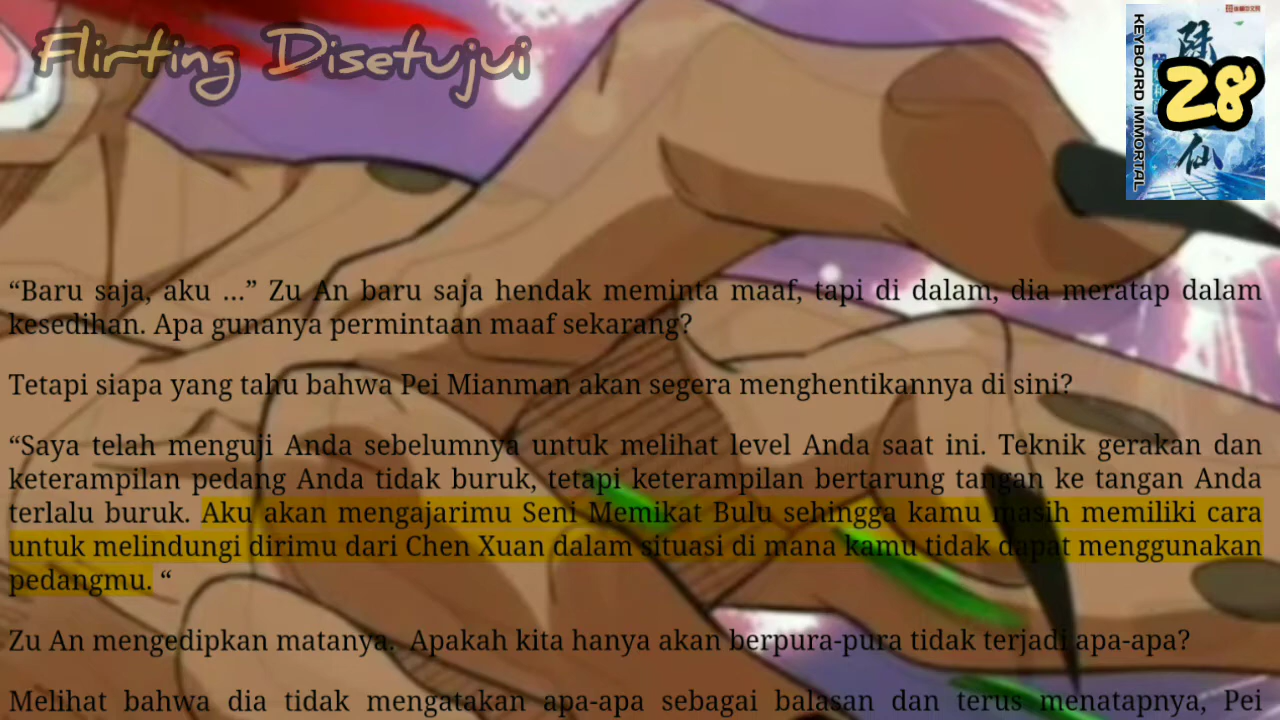 Flirting Disetujui
KEYBOARD IMMORTAL
28
仙
“Baru saja, aku ...” Zu An baru saja hendak meminta maaf, tapi di dalam, dia meratap dalam
kesedihan. Apa gunanya permintaan maaf sekarang?
Tetapi siapa yang tahu bahwa Pei Mianman akan segera menghentikannya di sini?
“Saya telah menguji Anda sebelumnya untuk melihat level Anda saat ini. Teknik gerakan dan
keterampilan pedang Anda tidak buruk, tetapi keterampilan bertarung tangan ke tangan Anda
terlalu buruk. Aku akan mengajarimu Seni Memikat Bulu sehingga kamu masih memiliki cara
untuk melindungi dirimu dari Chen Xuan dalam situasi di mana kamu tidak dapat menggunakan
pedangmu. “
Zu An mengedipkan matanya. Apakah kita hanya akan berpura-pura tidak terjadi apa-apa?
Melihat bahwa dia tidak mengatakan apa-apa sebagai balasan dan terus menatapnya, Pei